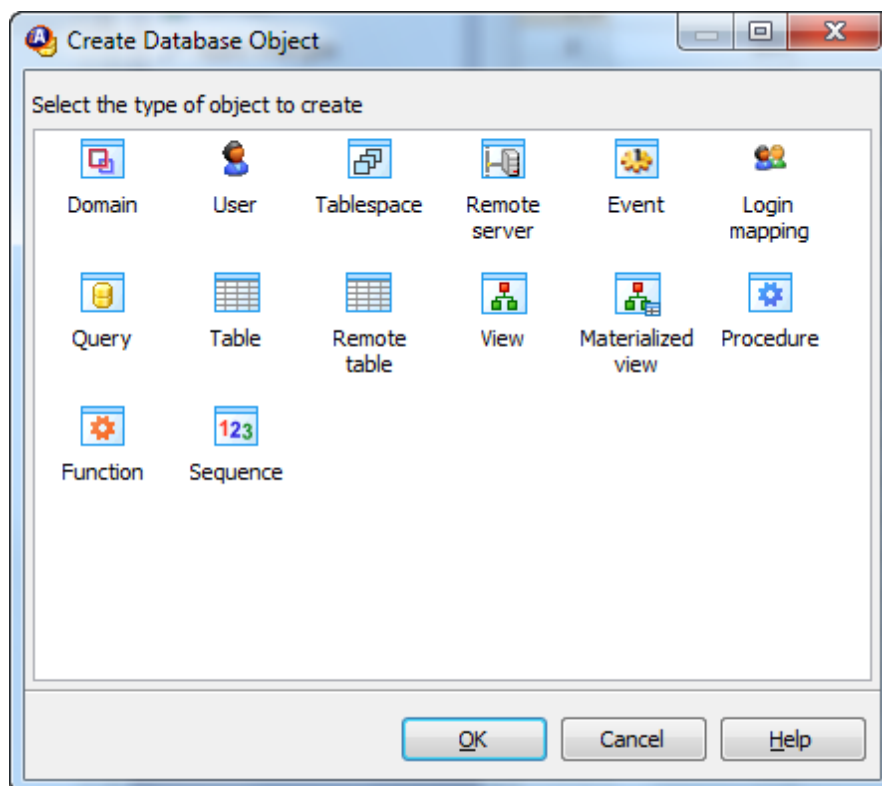 Create Database Object
Select the type of object to create
Domain User Tablespace Remote server Event Login mapping
Query Table Remote table View Materialized view Procedure
123
Function Sequence
OK Cancel Help